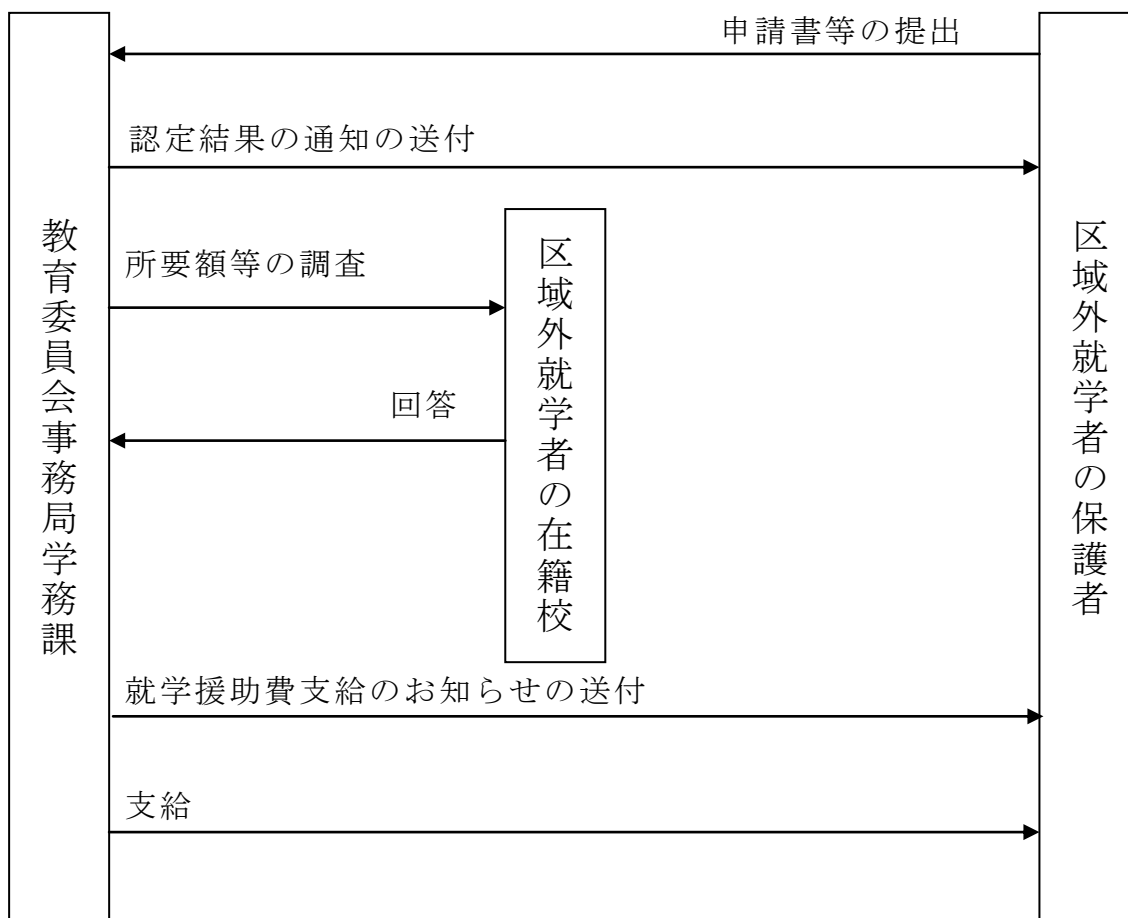 申請書等の提出
認定結果の通知の送付
教育委員会事務局学務課
所要額等の調査
区域外就学者の在籍校
区域外就学者の保護者
回答
就学援助費支給のお知らせの送付
支給